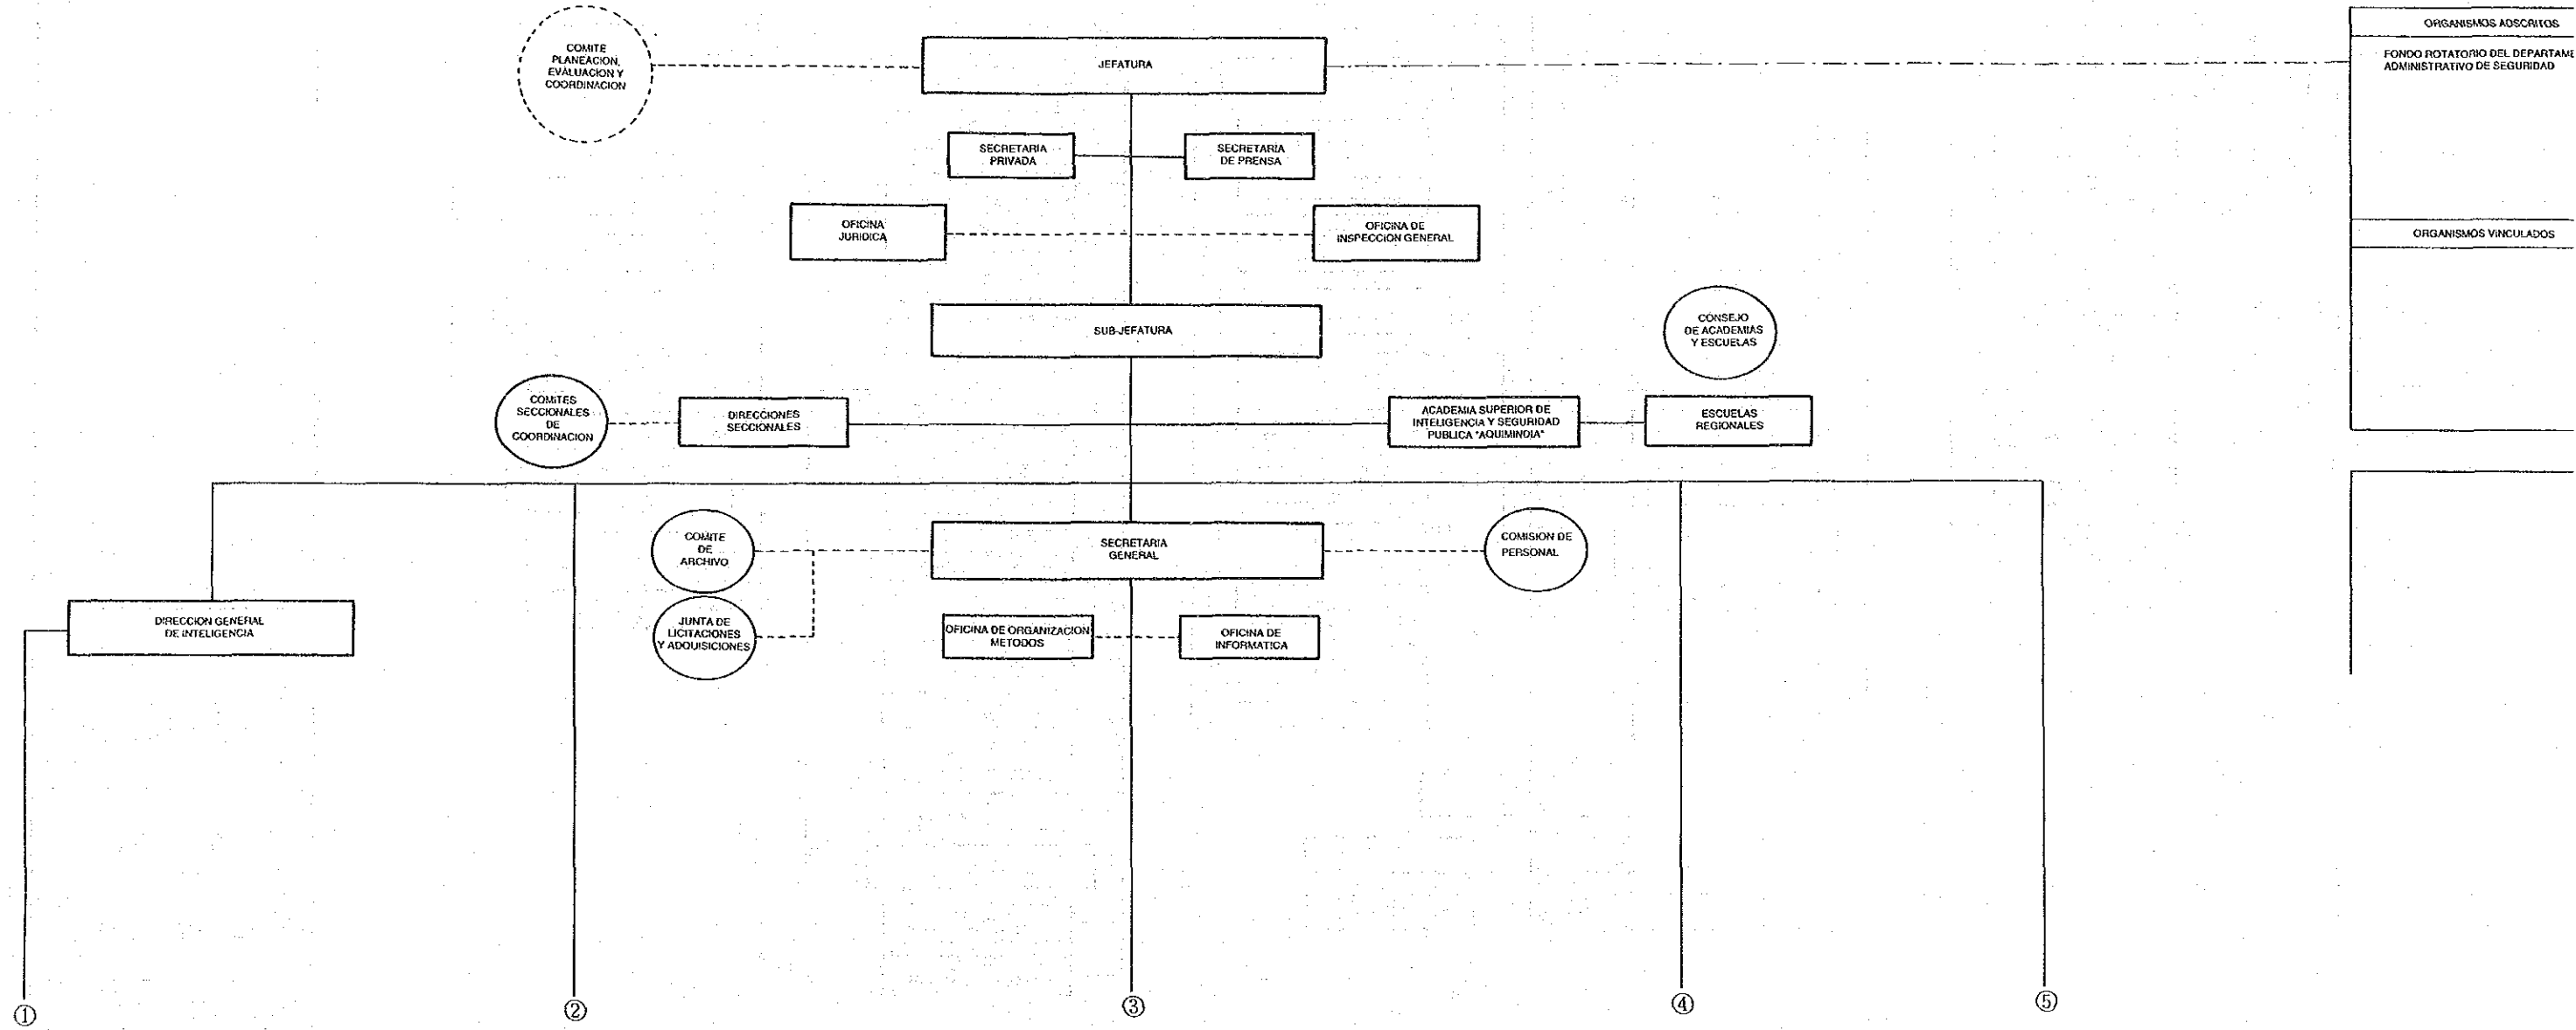 COMITE
PLANEACION,
EVALUACION Y
COORDINACION
JEFATURA
ORGANISMOS ADSCRITOS
FONDO ROTATORIO DEL DEPARTAME
ADMINISTRATIVO DE SEGURIDAD
SECRETARIA
PRIVADA
SECRETARIA
DE PRENSA
OFICINA
JURIDICA
OFICINA DE
INSPECCION GENERAL
ORGANISMOS VINCULADOS
SUB-JEFATURA
CONSEJO
DE ACADEMIAS
Y ESCUELAS
COMITES
SECCIONALES
DE
COORDINACION
DIRECCIONES
SECCIONALES
ACADEMIA SUPERIOR DE
INTELIGENCIA Y SEGURIDAD
PUBLICA "AQUIMINDIA"
ESCUELAS
REGIONALES
COMITE
DE
ARCHIVO
SECRETARIA
GENERAL
COMISION DE
PERSONAL
DIRECCION GENERAL
DE INTELIGENCIA
JUNTA DE
LICITACIONES
Y ADQUISICIONES
OFICINA DE ORGANIZACION
METODOS
OFICINA DE
INFORMATICA
①
②
③
④
⑤